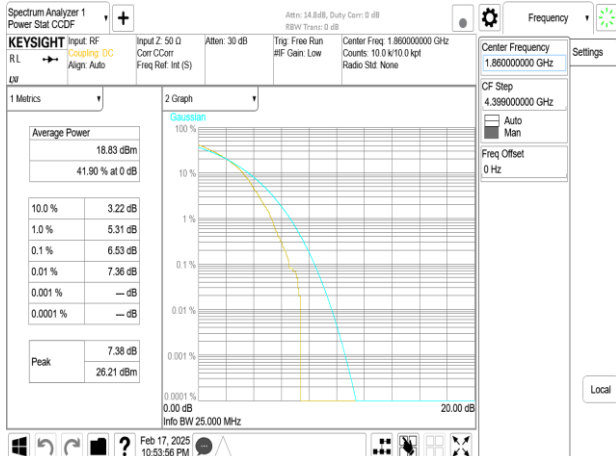 Spectrum Analyzer 1
Power Stat CCDF
+
Attn: 14.8dB, Duty Corr: 0 dB
RBW Trans: 0 dB
Frequency
KEYSIGHT
RL
LXI
Input: RF
Coupling: DC
Align: Auto
Input Z: 50 Ω
Corr CCorr
Freq Ref: Int (S)
Atten: 30 dB
Trig: Free Run
#IF Gain: Low
Center Freq: 1.860000000 GHz
Counts: 10.0 k/10.0 kpt
Radio Std: None
Center Frequency
1.860000000 GHz
Settings
CF Step
4.399000000 GHz
Auto
Man
Freq Offset
0 Hz
Local
1 Metrics
Average Power
18.83 dBm
41.90 % at 0 dB
10.0 % 3.22 dB
1.0 % 5.31 dB
0.1 % 6.53 dB
0.01 % 7.36 dB
0.001 % --- dB
0.0001 % --- dB
Peak
7.38 dB
26.21 dBm
2 Graph
Gaussian
100 %
10 %
1 %
0.1 %
0.01 %
0.001 %
0.0001 %
0.00 dB 20.00 dB
Info BW 25.000 MHz
?
Feb 17, 2025
10:53:56 PM